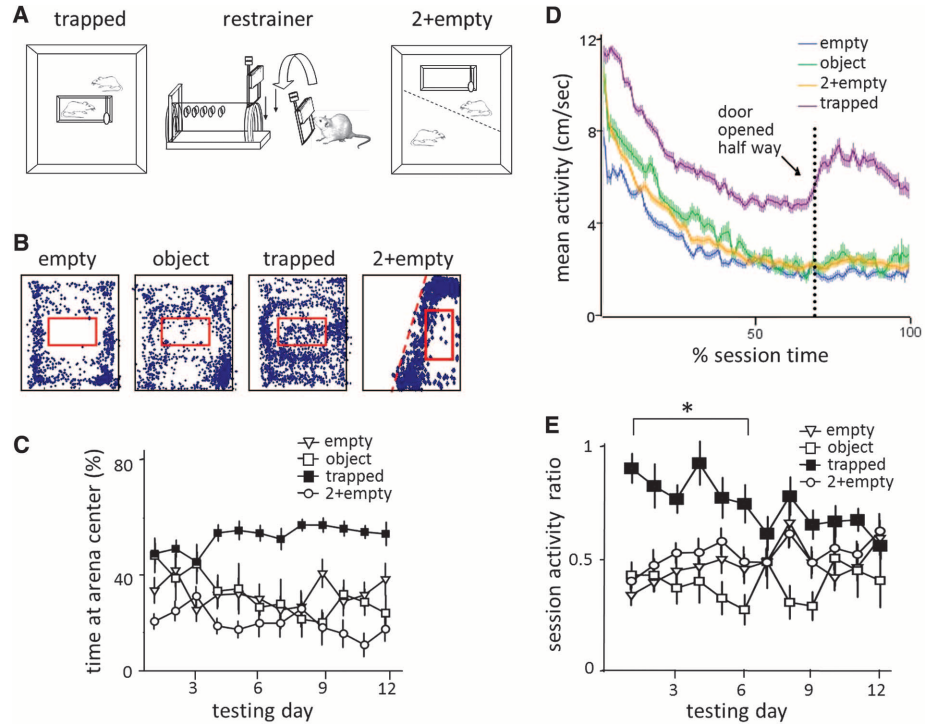 A
trapped
restrainer
2+empty
B
empty
object
trapped
2+empty
C
time at arena center (%)
80
40
0
empty
object
trapped
2+empty
3
6
9
12
testing day
D
mean activity (cm/sec)
12
8
4
0
empty
object
2+empty
trapped
door
opened
half way
50
100
% session time
E
session activity ratio
1
0.5
0
*
empty
object
trapped
2+empty
3
6
9
12
testing day